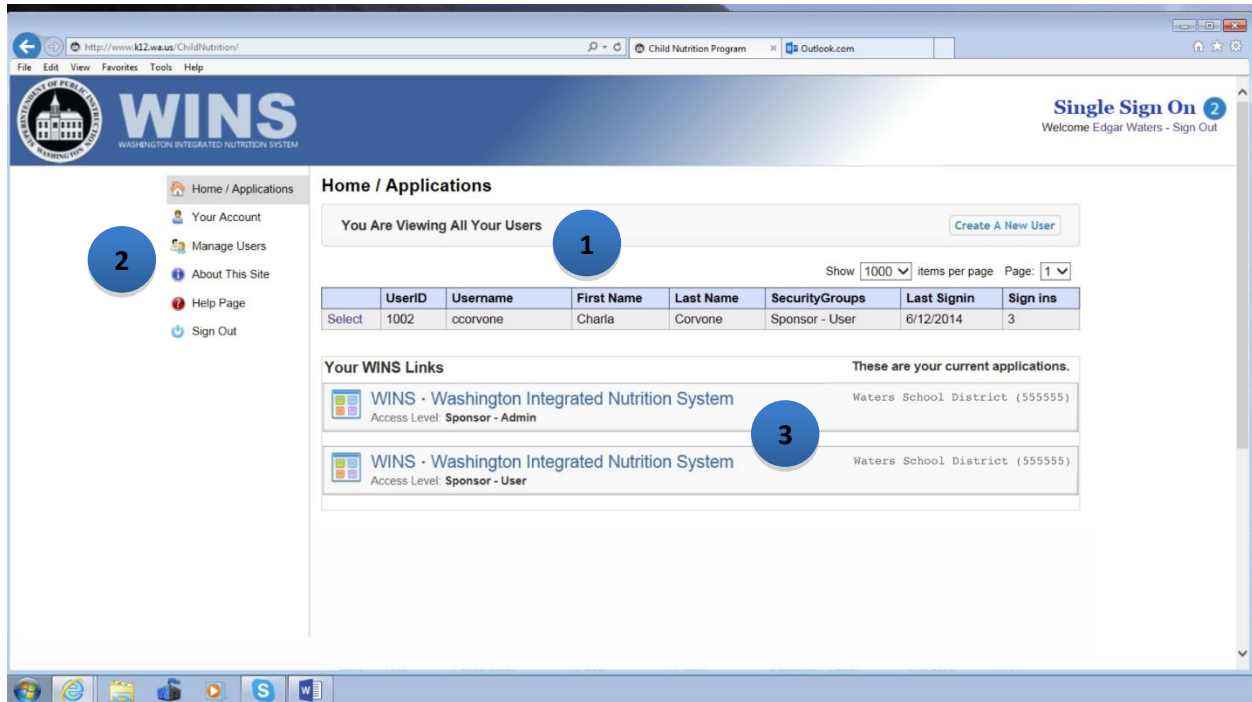 http://www.k12.wa.us/ChildNutrition/
Child Nutrition Program
Outlook.com
File Edit View Favorites Tools Help
SUPERINTENDENT OF PUBLIC INSTRUCTION
WASHINGTON
WINS
WASHINGTON INTEGRATED NUTRITION SYSTEM
Single Sign On 2
Welcome Edgar Waters - Sign Out
Home / Applications
Your Account
Manage Users
About This Site
Help Page
Sign Out
2
Home / Applications
You Are Viewing All Your Users
1
Create A New User
Show 1000 items per page Page: 1
UserID Username First Name Last Name SecurityGroups Last Signin Sign ins
Select 1002 ccorvone Charla Corvone Sponsor - User 6/12/2014 3
Your WINS Links These are your current applications.
WINS - Washington Integrated Nutrition System Waters School District (555555)
Access Level: Sponsor - Admin
3
WINS - Washington Integrated Nutrition System Waters School District (555555)
Access Level: Sponsor - User